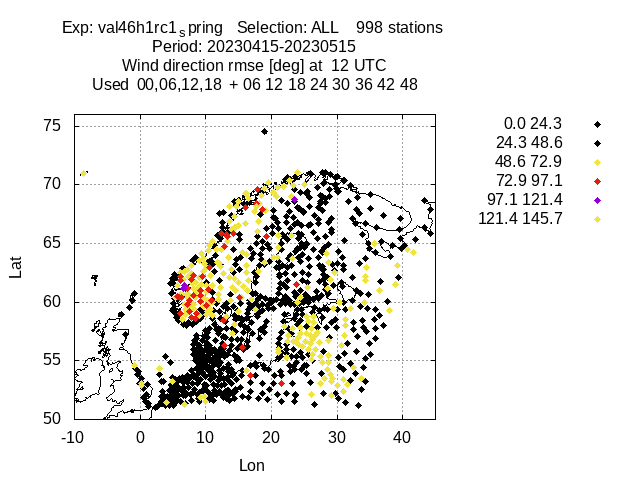 Exp: val46h1rc1spring Selection: ALL 998 stations
Period: 20230415-20230515
Wind direction rmse [deg] at 12 UTC
Used 00,06,12,18 + 06 12 18 24 30 36 42 48
0.0 24.3
24.3 48.6
48.6 72.9
72.9 97.1
97.1 121.4
121.4 145.7
75
70
65
60
55
50
Lat
-10 0 10 20 30 40
Lon